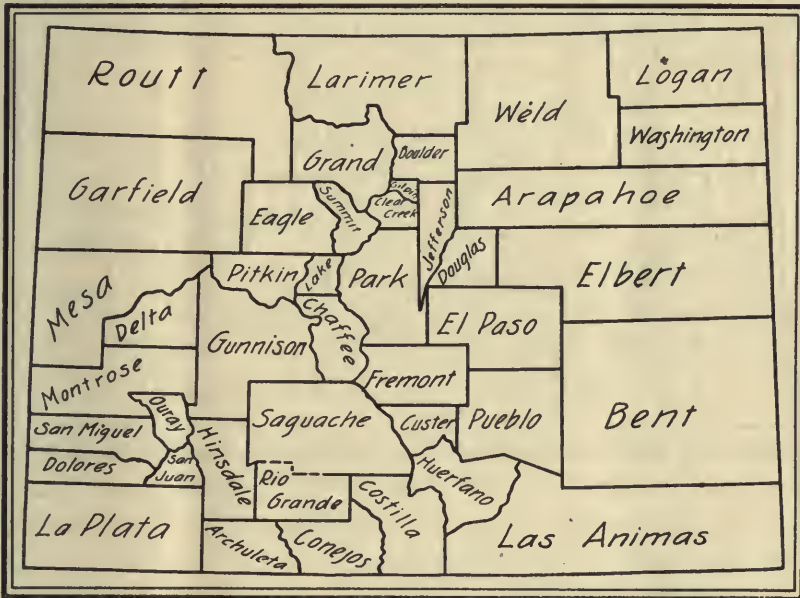 Routt
Larimer
Weld
Logan
Washington
Grand
Boulder
Gilpin
Clear
Creek
Arapahoe
Garfield
Eagle
Summit
Jefferson
Douglas
Elbert
Mesa
Pitkin
Lake
Park
El Paso
Delta
Gunnison
Chaffee
Montrose
Fremont
Ouray
Saguache
Custer
Pueblo
Bent
San Miguel
Hinsdale
Dolores
San
Juan
Rio
Grande
Costilla
Huerfano
La Plata
Archuleta
Conejos
Las Animas